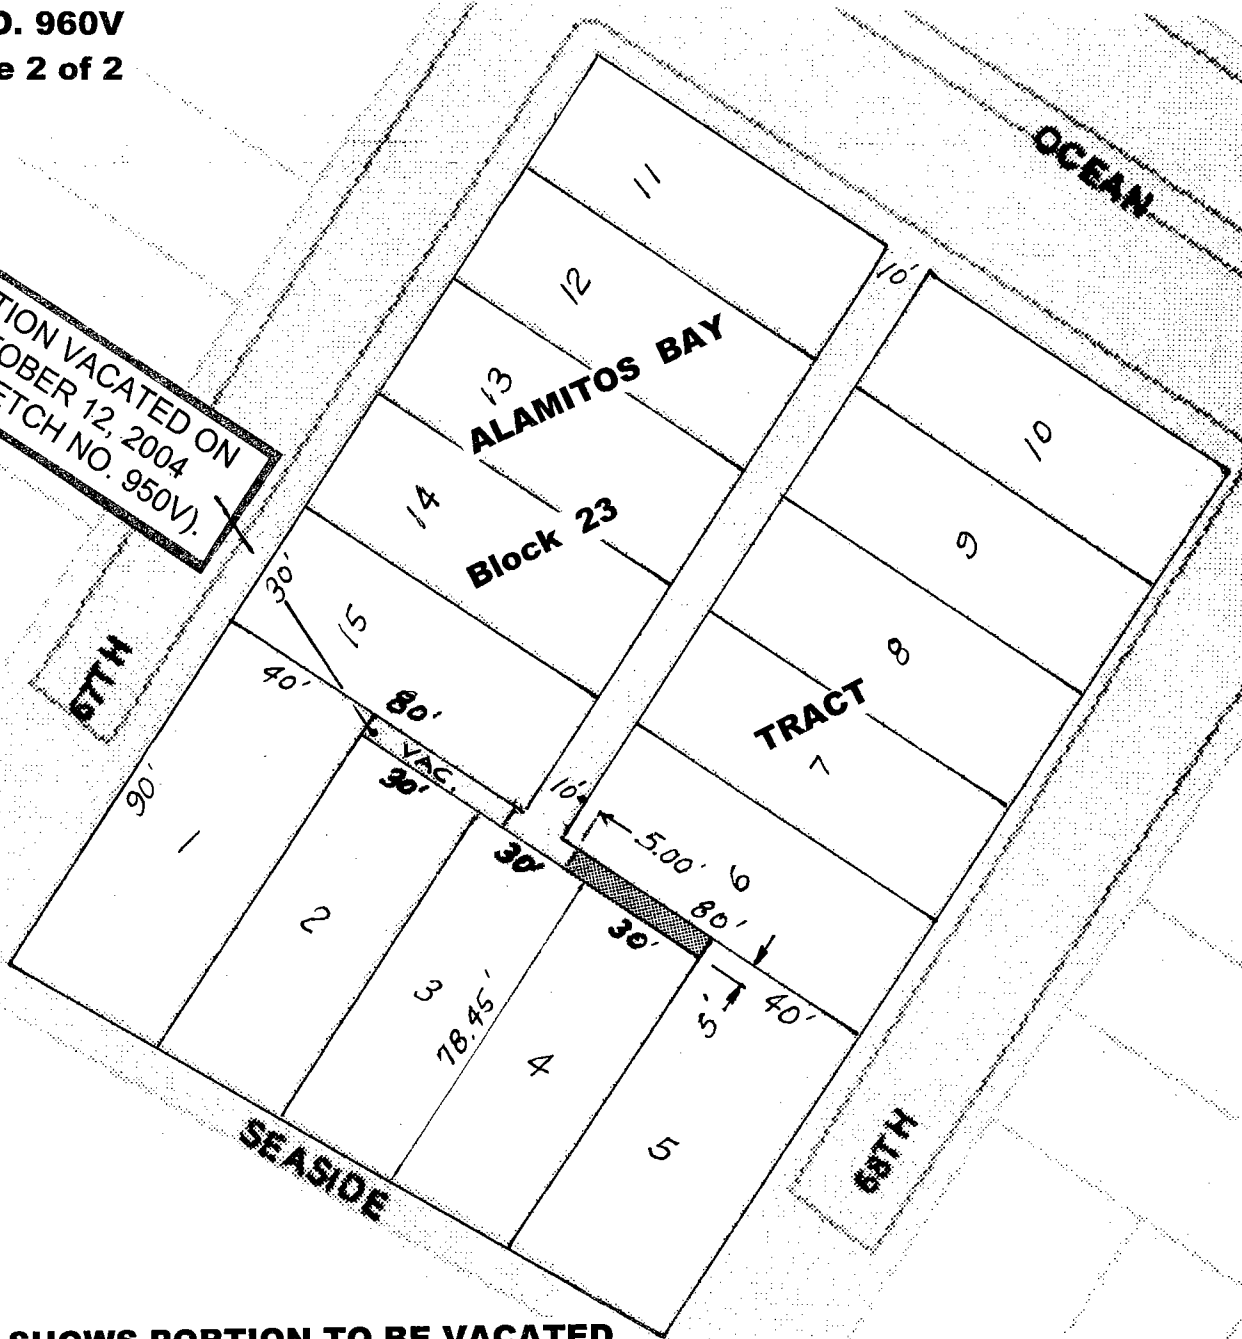 O. 960V
e 2 of 2
OCEAN
11
10'
12
TION VACATED ON
TOBER 12, 2004
ETCH NO. 950V).
ALAMITOS BAY
13
10
14
Block 23
9
30'
15
8
67TH
40'
80'
TRACT
VAC.
30'
7
90'
10'
1
30'
5.00'
6
80'
2
30'
3
78.45'
5'
40'
4
5
SEASIDE
68TH
SHOWS PORTION TO BE VACATED